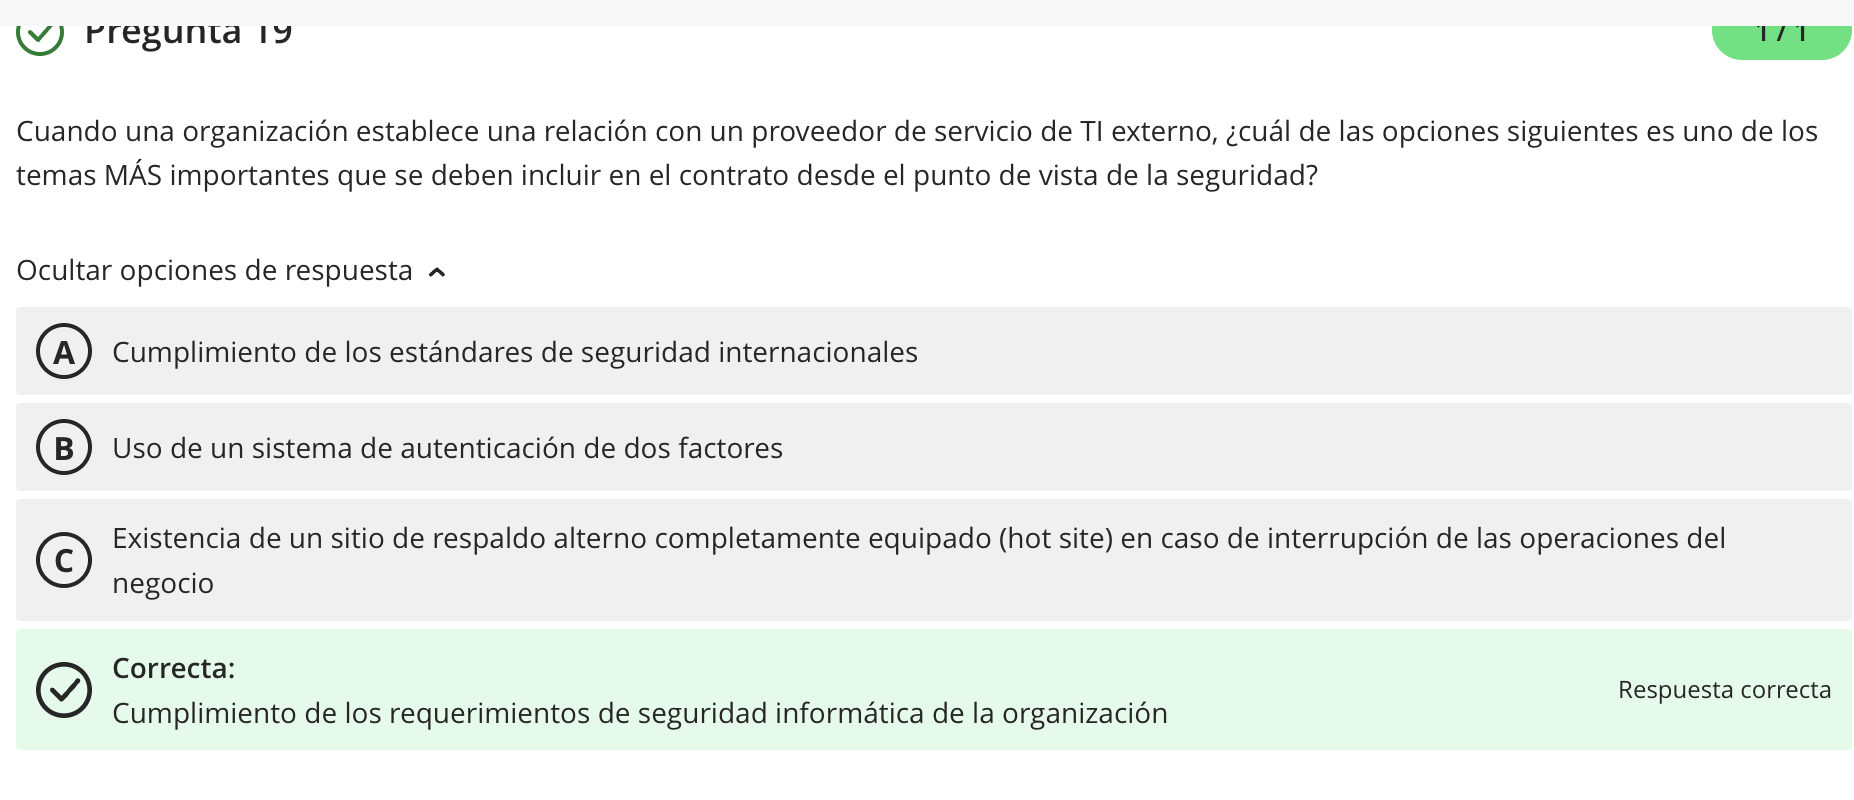 Pregunta 19
1 / 1
Cuando una organización establece una relación con un proveedor de servicio de TI externo, ¿cuál de las opciones siguientes es uno de los
temas MÁS importantes que se deben incluir en el contrato desde el punto de vista de la seguridad?
Ocultar opciones de respuesta
A Cumplimiento de los estándares de seguridad internacionales
B Uso de un sistema de autenticación de dos factores
C Existencia de un sitio de respaldo alterno completamente equipado (hot site) en caso de interrupción de las operaciones del
negocio
Correcta:
Cumplimiento de los requerimientos de seguridad informática de la organización
Respuesta correcta